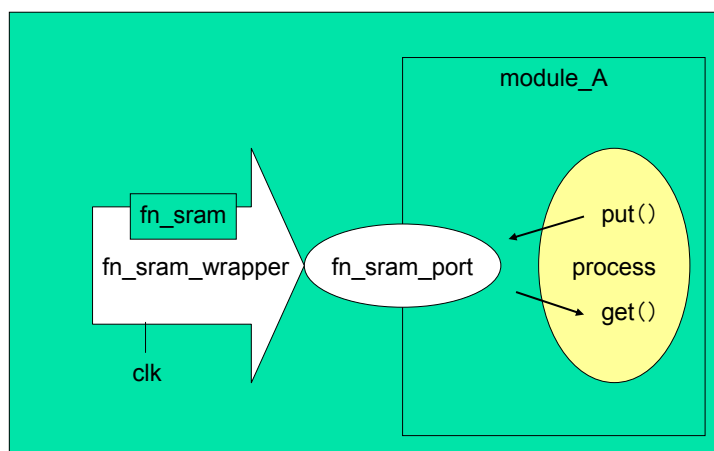 module_A
fn_sram
put()
fn_sram_wrapper
fn_sram_port
process
get()
clk